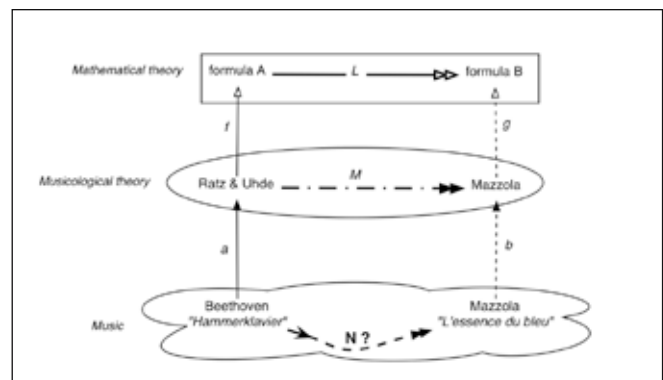 Mathematical theory
formula A
L
formula B
f
g
Musicological theory
Ratz & Uhde
M
Mazzola
a
b
Music
Beethoven
"Hammerklavier"
N ?
Mazzola
"L'essence du bleu"